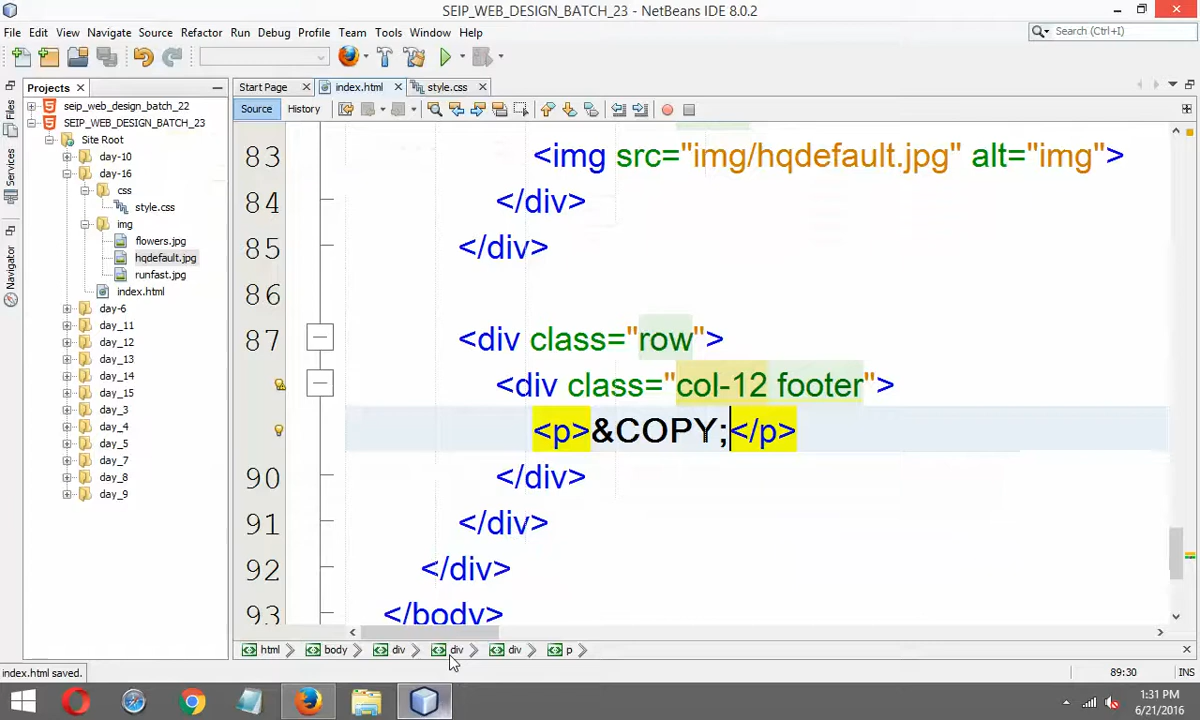 SEIP_WEB_DESIGN_BATCH_23 - NetBeans IDE 8.0.2
File Edit View Navigate Source Refactor Run Debug Profile Team Tools Window Help
Search (Ctrl+I)
Projects
Start Page
index.html
style.css
Files
Services
Navigator
seip_web_design_batch_22
SEIP_WEB_DESIGN_BATCH_23
Site Root
day-10
day-16
css
style.css
img
flowers.jpg
hqdefault.jpg
runfast.jpg
index.html
day-6
day_11
day_12
day_13
day_14
day_15
day_3
day_4
day_5
day_7
day_8
day_9
Source History
83 <img src="img/hqdefault.jpg" alt="img">
84 </div>
85 </div>
86
87 <div class="row">
<div class="col-12 footer">
<p>&COPY;</p>
90 </div>
91 </div>
92 </div>
93 </body>
html body div div div p
index.html saved.
89:30 INS
1:31 PM
6/21/2016